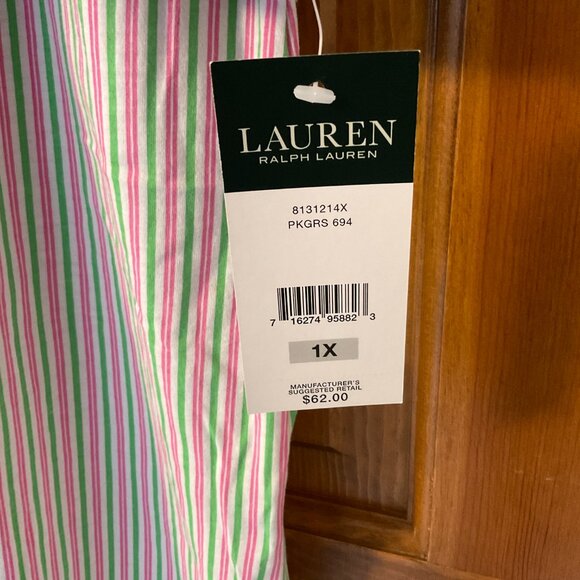 LAUREN
RALPH LAUREN
8131214X
PKGRS 694
7 16274 95882 3
1X
MANUFACTURER'S
SUGGESTED RETAIL
$62.00